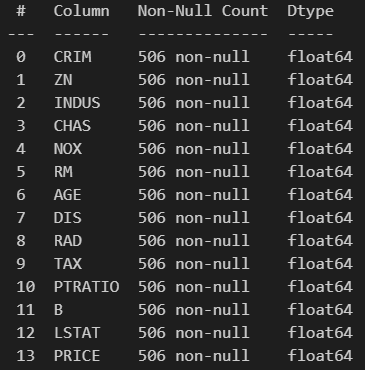 #   Column   Non-Null Count  Dtype
---  ------   --------------  -----
0   CRIM     506 non-null    float64
1   ZN       506 non-null    float64
2   INDUS    506 non-null    float64
3   CHAS     506 non-null    float64
4   NOX      506 non-null    float64
5   RM       506 non-null    float64
6   AGE      506 non-null    float64
7   DIS      506 non-null    float64
8   RAD      506 non-null    float64
9   TAX      506 non-null    float64
10  PTRATIO  506 non-null    float64
11  B        506 non-null    float64
12  LSTAT    506 non-null    float64
13  PRICE    506 non-null    float64